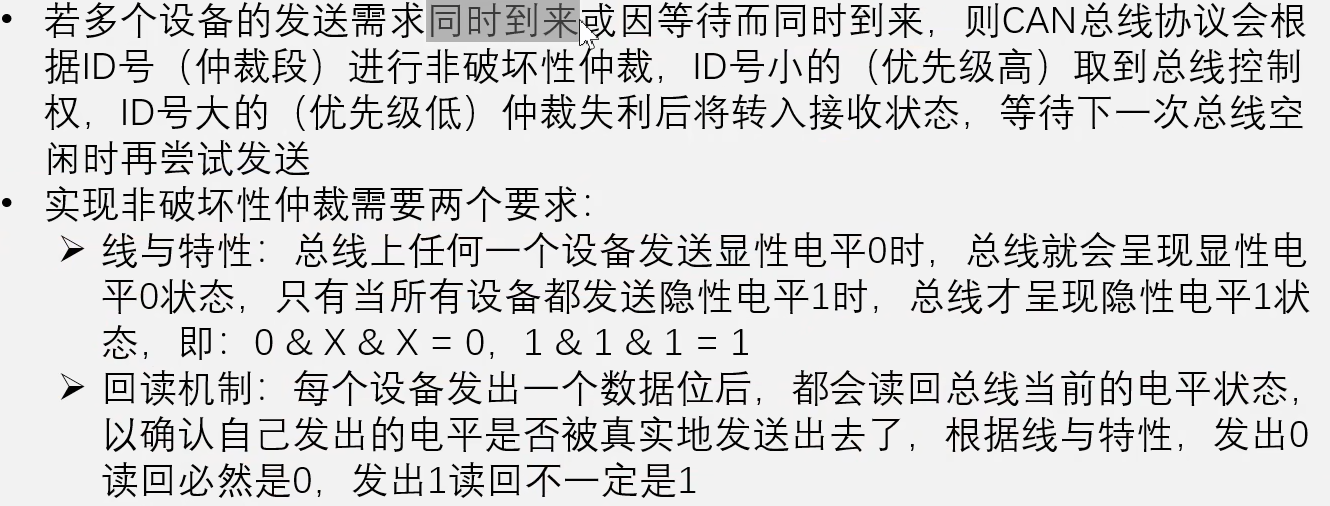 • 若多个设备的发送需求同时到来或因等待而同时到来，则CAN总线协议会根
据ID号（仲裁段）进行非破坏性仲裁，ID号小的（优先级高）取到总线控制
权，ID号大的（优先级低）仲裁失利后将转入接收状态，等待下一次总线空
闲时再尝试发送
• 实现非破坏性仲裁需要两个要求：
➢ 线与特性：总线上任何一个设备发送显性电平0时，总线就会呈现显性电
平0状态，只有当所有设备都发送隐性电平1时，总线才呈现隐性电平1状
态，即：0 & X & X = 0，1 & 1 & 1 = 1
➢ 回读机制：每个设备发出一个数据位后，都会读回总线当前的电平状态，
以确认自己发出的电平是否被真实地发送出去了，根据线与特性，发出0
读回必然是0，发出1读回不一定是1